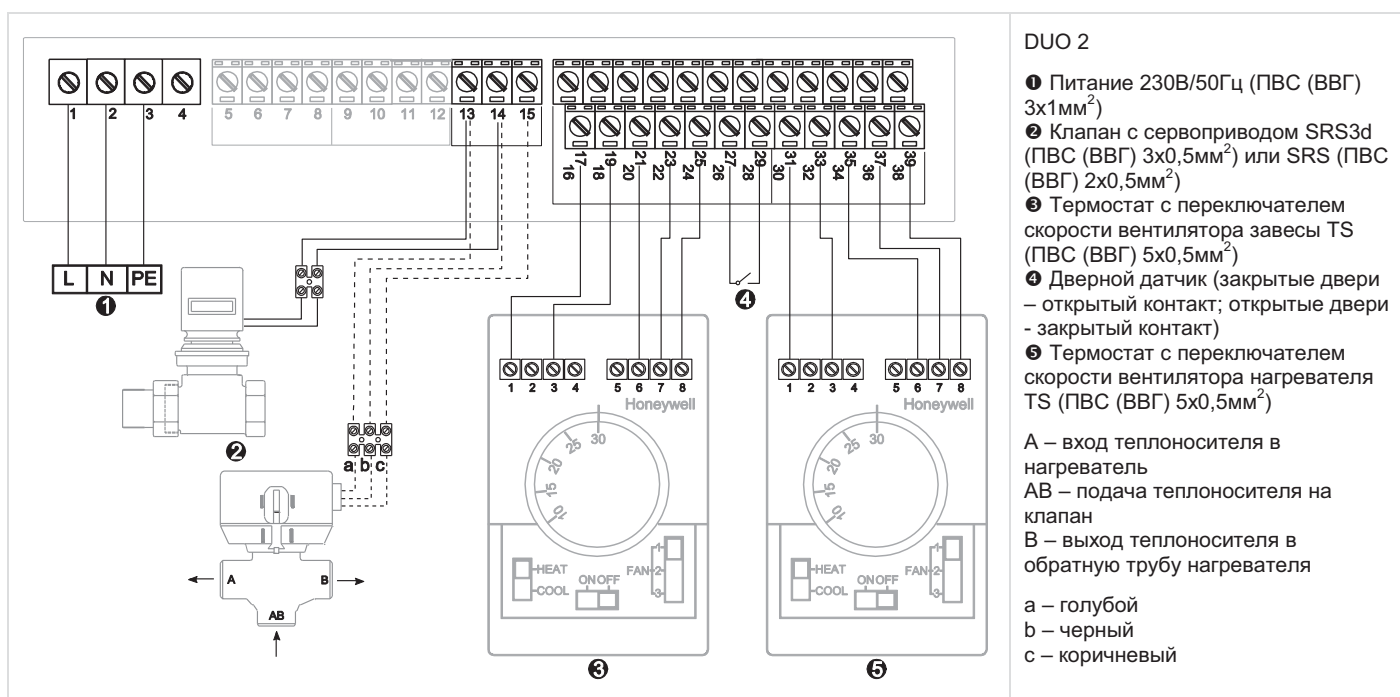 1 2 3 4 5 6 7 8 9 10 11 12 13 14 15
17 19 21 23 25 27 29 31 33 35 37 39
16 18 20 22 24 26 28 30 32 34 36 38
L N PE
❶
❷
a b c
A B
AB
❹
1 2 3 4 5 6 7 8
Honeywell
10 15 20 25 30
HEAT
COOL
ON OFF
FAN
1
2
3
❸
1 2 3 4 5 6 7 8
Honeywell
10 15 20 25 30
HEAT
COOL
ON OFF
FAN
1
2
3
❺
DUO 2
❶ Питание 230В/50Гц (ПВС (ВВГ)
3x1мм²)
❷ Клапан с сервоприводом SRS3d
(ПВС (ВВГ) 3x0,5мм²) или SRS (ПВС
(ВВГ) 2x0,5мм²)
❸ Термостат с переключателем
скорости вентилятора завесы TS
(ПВС (ВВГ) 5x0,5мм²)
❹ Дверной датчик (закрытые двери
– открытый контакт; открытые двери
- закрытый контакт)
❺ Термостат с переключателем
скорости вентилятора нагревателя
TS (ПВС (ВВГ) 5x0,5мм²)
A – вход теплоносителя в
нагреватель
AB – подача теплоносителя на
клапан
B – выход теплоносителя в
обратную трубу нагревателя
a – голубой
b – черный
c – коричневый